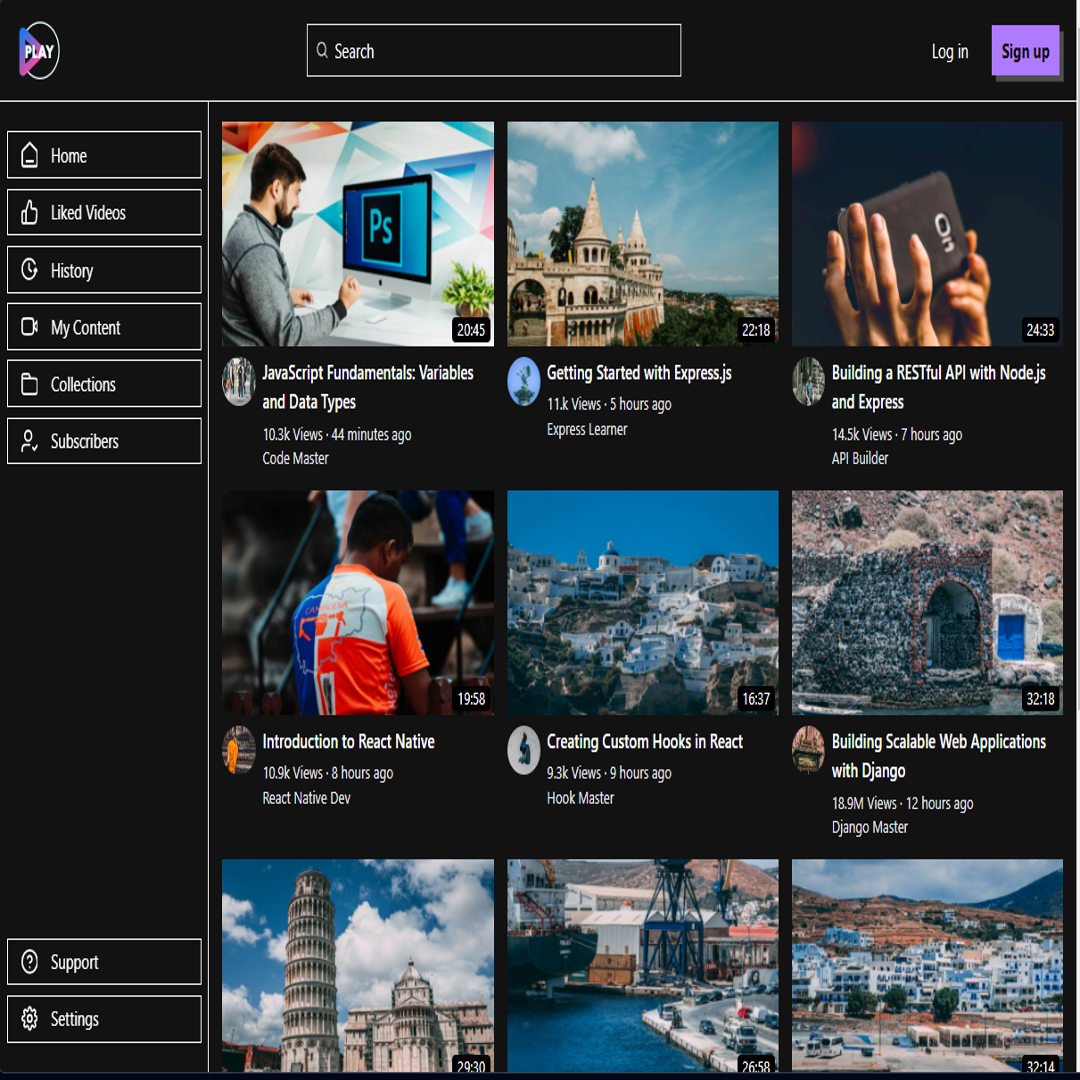 PLAY
Search
Log in
Sign up
Home
Liked Videos
History
My Content
Collections
Subscribers
Support
Settings
Ps
20:45
22:18
24:33
JavaScript Fundamentals: Variables
and Data Types
10.3k Views · 44 minutes ago
Code Master
Getting Started with Express.js
11.k Views · 5 hours ago
Express Learner
Building a RESTful API with Node.js
and Express
14.5k Views · 7 hours ago
API Builder
CAMBODIA
19:58
16:37
32:18
Introduction to React Native
10.9k Views · 8 hours ago
React Native Dev
Creating Custom Hooks in React
9.3k Views · 9 hours ago
Hook Master
Building Scalable Web Applications
with Django
18.9M Views · 12 hours ago
Django Master
29:30
26:58
32:14